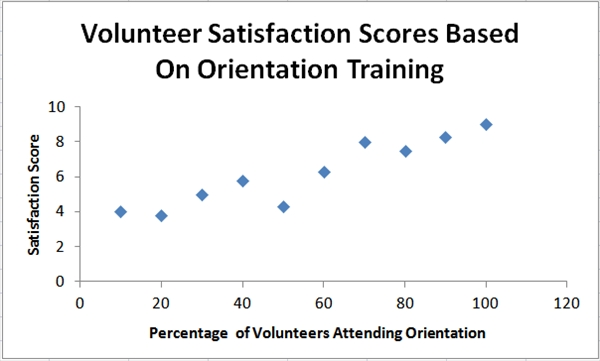 Volunteer Satisfaction Scores Based
On Orientation Training
10
8
6
4
2
0
Satisfaction Score
0 20 40 60 80 100 120
Percentage of Volunteers Attending Orientation